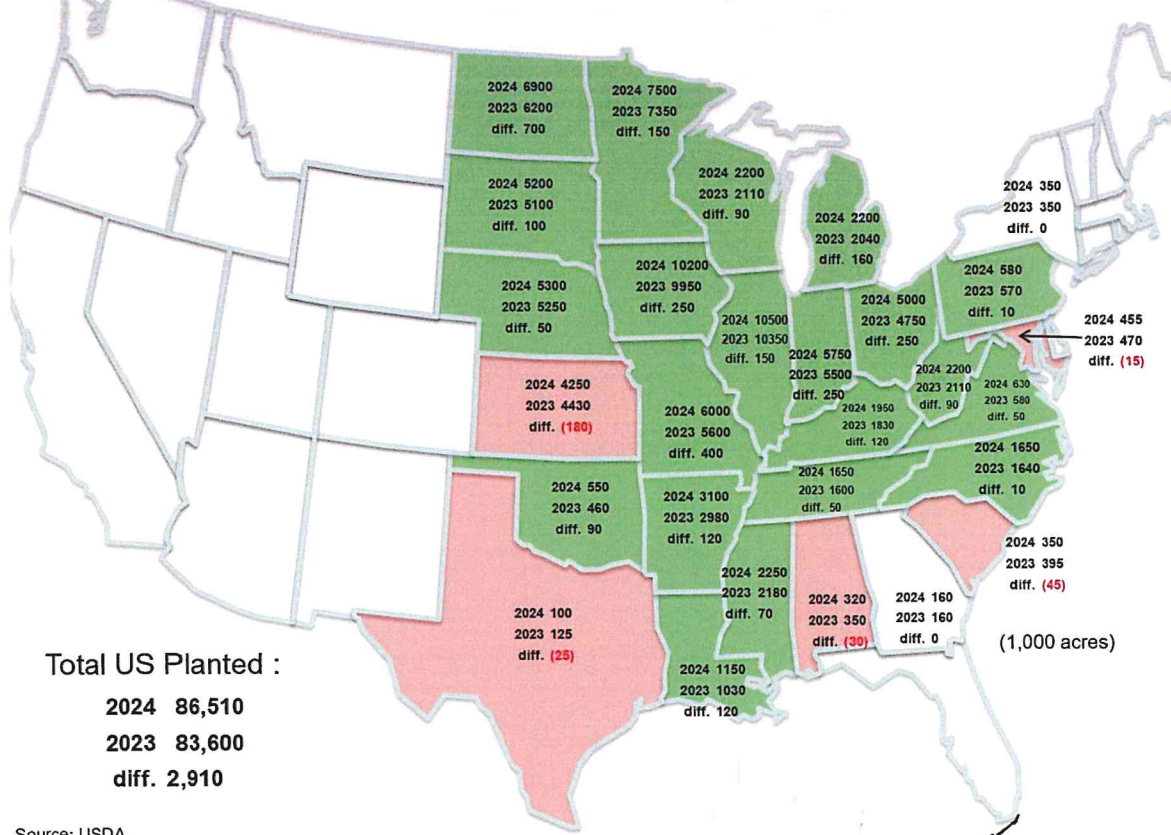 2024 6900
2023 6200
diff. 700
2024 7500
2023 7350
diff. 150
2024 2200
2023 2110
diff. 90
2024 5200
2023 5100
diff. 100
2024 2200
2023 2040
diff. 160
2024 350
2023 350
diff. 0
2024 10200
2023 9950
diff. 250
2024 580
2023 570
diff. 10
2024 5300
2023 5250
diff. 50
2024 5000
2023 4750
diff. 250
2024 10500
2023 10350
diff. 150
2024 455
2023 470
diff. (15)
2024 5750
2023 5500
diff. 250
2024 2200
2023 2110
diff. 90
2024 4250
2023 4430
diff. (180)
2024 630
2023 580
diff. 50
2024 6000
2023 5600
diff. 400
2024 1950
2023 1830
diff. 120
2024 1650
2023 1640
diff. 10
2024 1650
2023 1600
diff. 50
2024 550
2023 460
diff. 90
2024 3100
2023 2980
diff. 120
2024 350
2023 395
diff. (45)
2024 2250
2023 2180
diff. 70
2024 320
2023 350
diff. (30)
2024 160
2023 160
diff. 0
2024 100
2023 125
diff. (25)
(1,000 acres)
2024 1150
2023 1030
diff. 120
Total US Planted :
2024 86,510
2023 83,600
diff. 2,910
Source: USDA